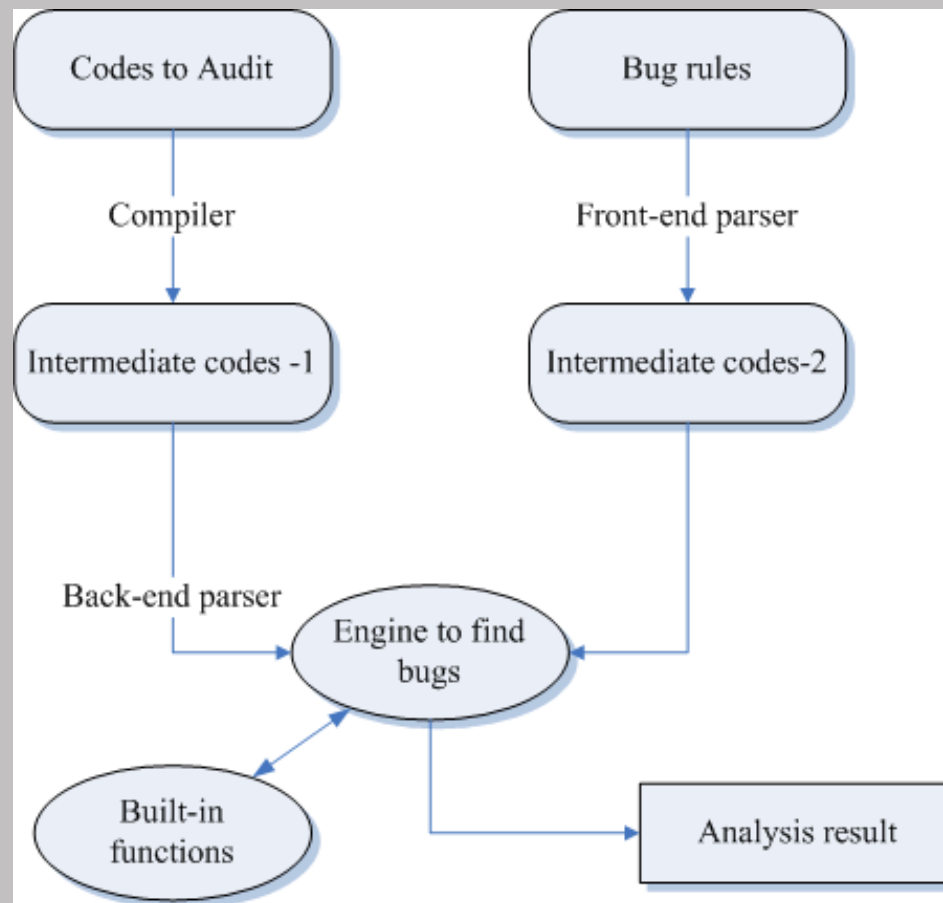 Codes to Audit
Bug rules
Compiler
Front-end parser
Intermediate codes -1
Intermediate codes-2
Back-end parser
Engine to find
bugs
Built-in
functions
Analysis result